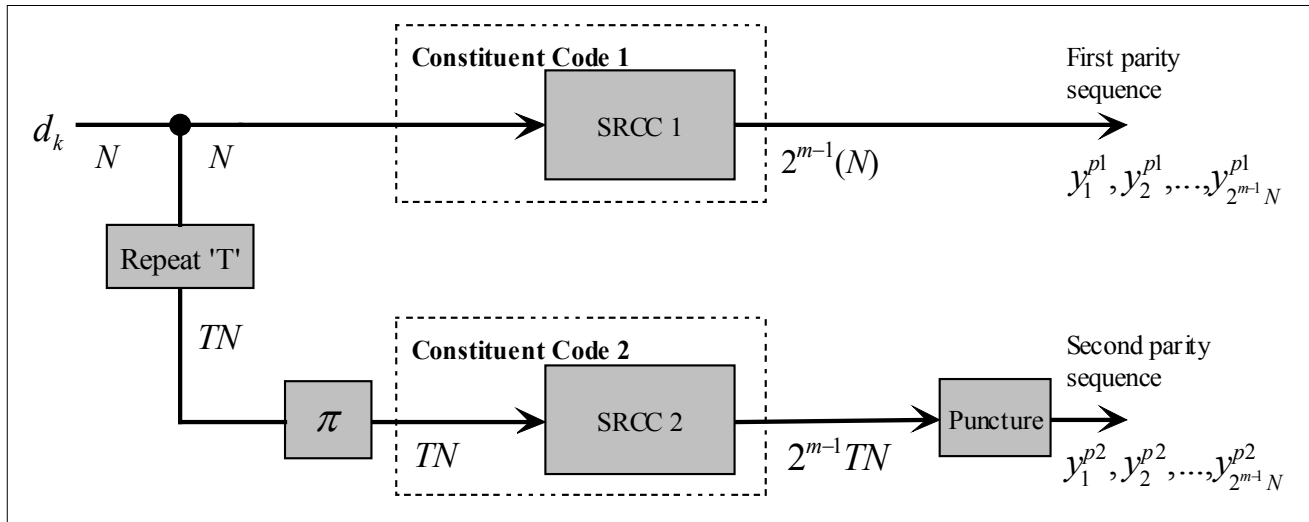 Constituent Code 1
SRCC 1
First parity
sequence
d_k
N
N
2^{m-1}(N)
y_1^{p1}, y_2^{p1},...,y_{2^{m-1}N}^{p1}
Repeat 'T'
TN
Constituent Code 2
SRCC 2
Second parity
sequence
π
TN
2^{m-1}TN
Puncture
y_1^{p2}, y_2^{p2},...,y_{2^{m-1}N}^{p2}